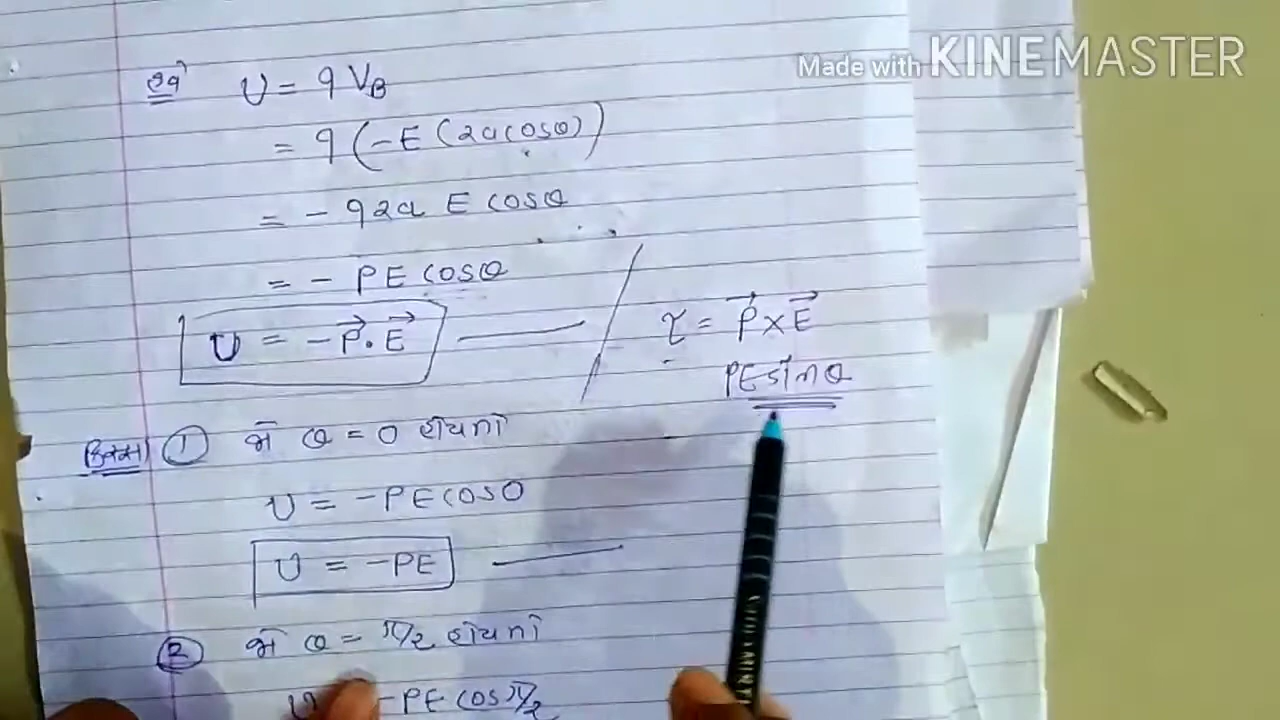 Made with KINEMASTER
હવે U = q V_B
= q (-E (2a cosθ))
= - q2a E cosθ
= - PE cosθ
U = -P⃗.E⃗
τ = P⃗×E⃗
PE sinθ
① જો θ = 0 હોય તો
U = -PE cos0
U = -PE
② જો θ = π/2 હોય તો
U -PE cos π/2